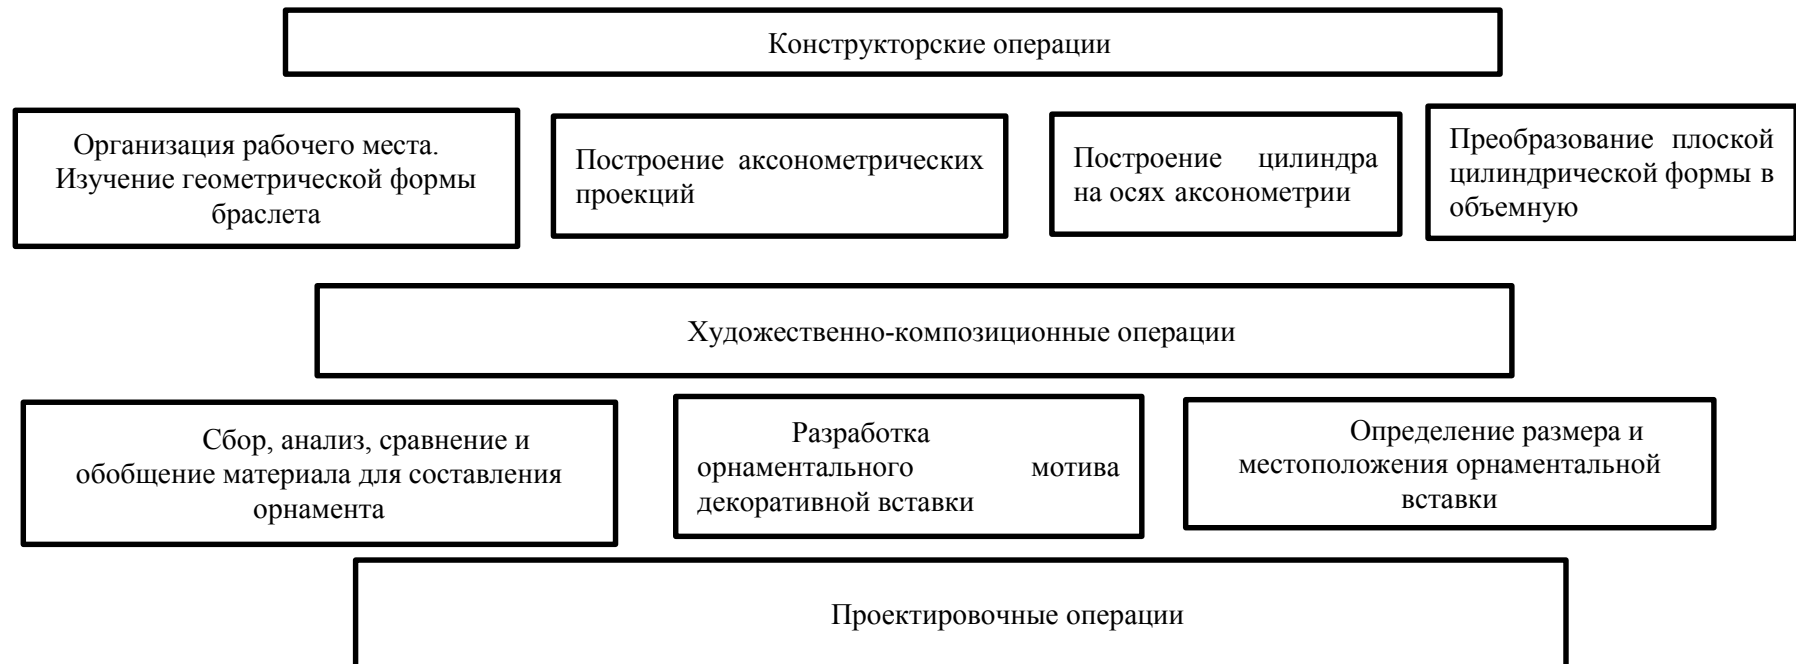 Конструкторские операции
Организация рабочего места.
Изучение геометрической формы
браслета
Построение аксонометрических
проекций
Построение цилиндра
на осях аксонометрии
Преобразование плоской
цилиндрической формы в
объемную
Художественно-композиционные операции
Сбор, анализ, сравнение и
обобщение материала для составления
орнамента
Разработка
орнаментального мотива
декоративной вставки
Определение размера и
местоположения орнаментальной
вставки
Проектировочные операции